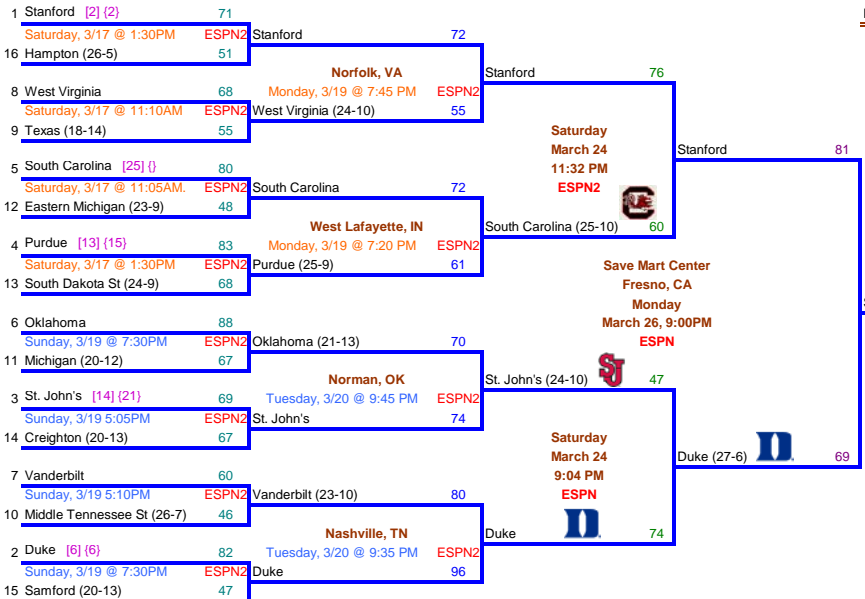 1 Stanford [2] {2} 71
Saturday, 3/17 @ 1:30PM ESPN2 Stanford 72
16 Hampton (26-5) 51
Norfolk, VA Stanford 76
8 West Virginia 68 Monday, 3/19 @ 7:45 PM ESPN2
Saturday, 3/17 @ 11:10AM ESPN2 West Virginia (24-10) 55
9 Texas (18-14) 55 Saturday
March 24 Stanford 81
5 South Carolina [25] {} 80 11:32 PM
Saturday, 3/17 @ 11:05AM. ESPN2 South Carolina 72 ESPN2
12 Eastern Michigan (23-9) 48 C
West Lafayette, IN South Carolina (25-10) 60
4 Purdue [13] {15} 83 Monday, 3/19 @ 7:20 PM ESPN2
Saturday, 3/17 @ 1:30PM ESPN2 Purdue (25-9) 61 Save Mart Center
13 South Dakota St (24-9) 68 Fresno, CA
Monday
6 Oklahoma 88 March 26, 9:00PM
Sunday, 3/19 @ 7:30PM ESPN2 Oklahoma (21-13) 70 ESPN
11 Michigan (20-12) 67
Norman, OK St. John's (24-10) SJ 47
3 St. John's [14] {21} 69 Tuesday, 3/20 @ 9:45 PM ESPN2
Sunday, 3/19 5:05PM ESPN2 St. John's 74
14 Creighton (20-13) 67 Saturday
March 24 Duke (27-6) D 69
7 Vanderbilt 60 9:04 PM
Sunday, 3/19 5:10PM ESPN2 Vanderbilt (23-10) 80 ESPN
10 Middle Tennessee St (26-7) 46
Nashville, TN Duke D 74
2 Duke [6] {6} 82 Tuesday, 3/20 @ 9:35 PM ESPN2
Sunday, 3/19 @ 7:30PM ESPN2 Duke 96
15 Samford (20-13) 47